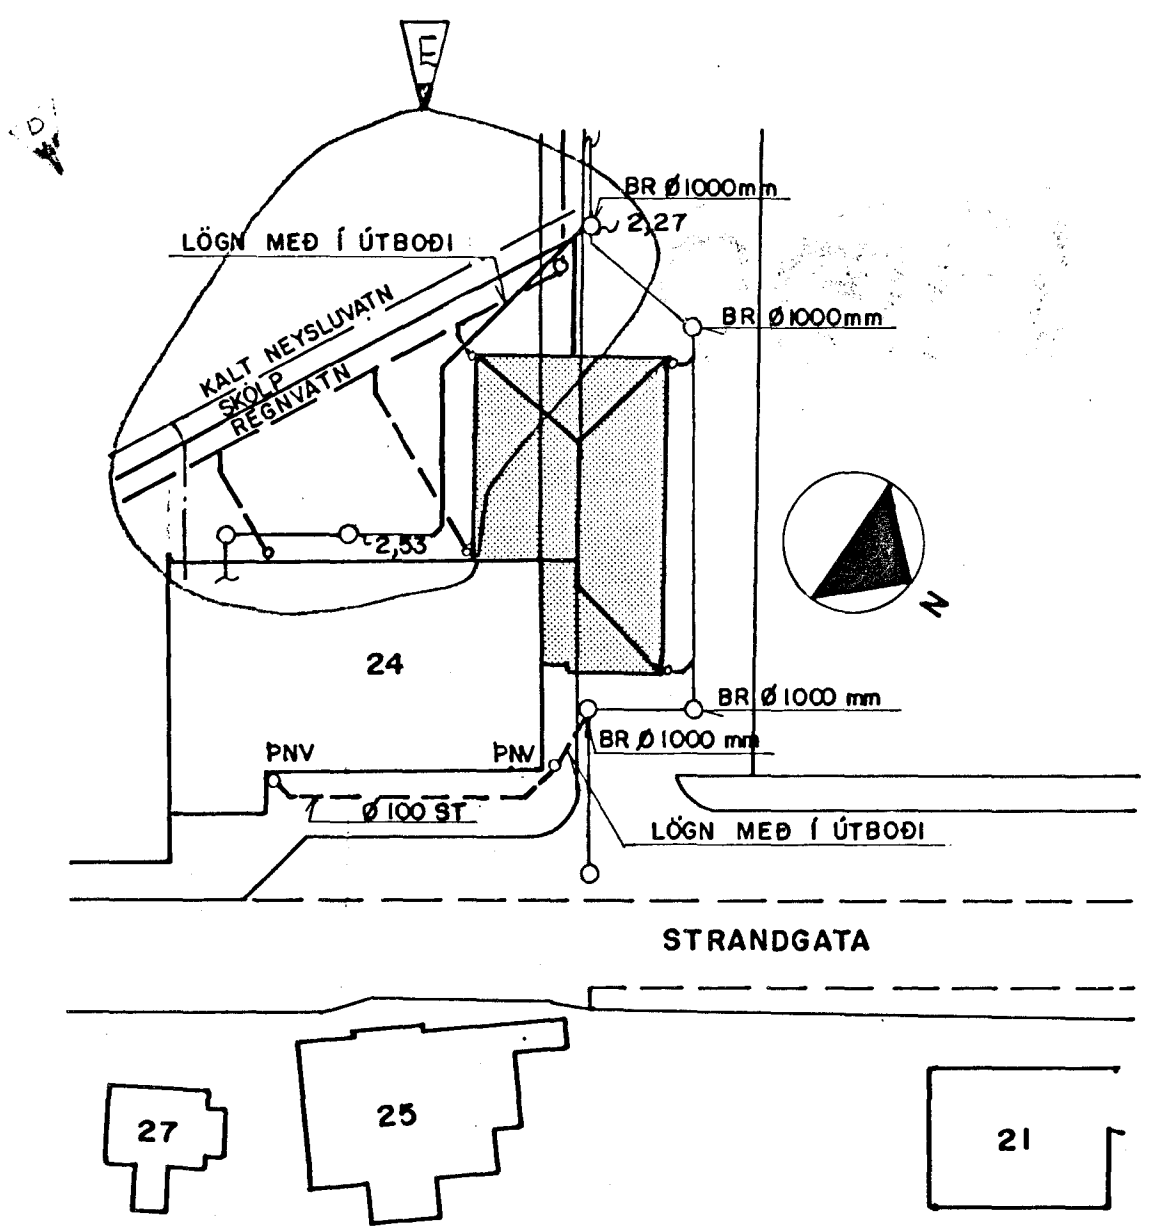 E
D
BR Ø1000mm
2,27
LÖGN MEÐ Í ÚTBOÐI
KALT NEYSLUVATN
SKÓLP
REGNVATN
BR Ø1000mm
2,53
N
24
BR Ø1000 mm
BR Ø1000 mm
ÞNV
ÞNV
Ø 100 ST
LÖGN MEÐ Í ÚTBOÐI
STRANDGATA
27
25
21